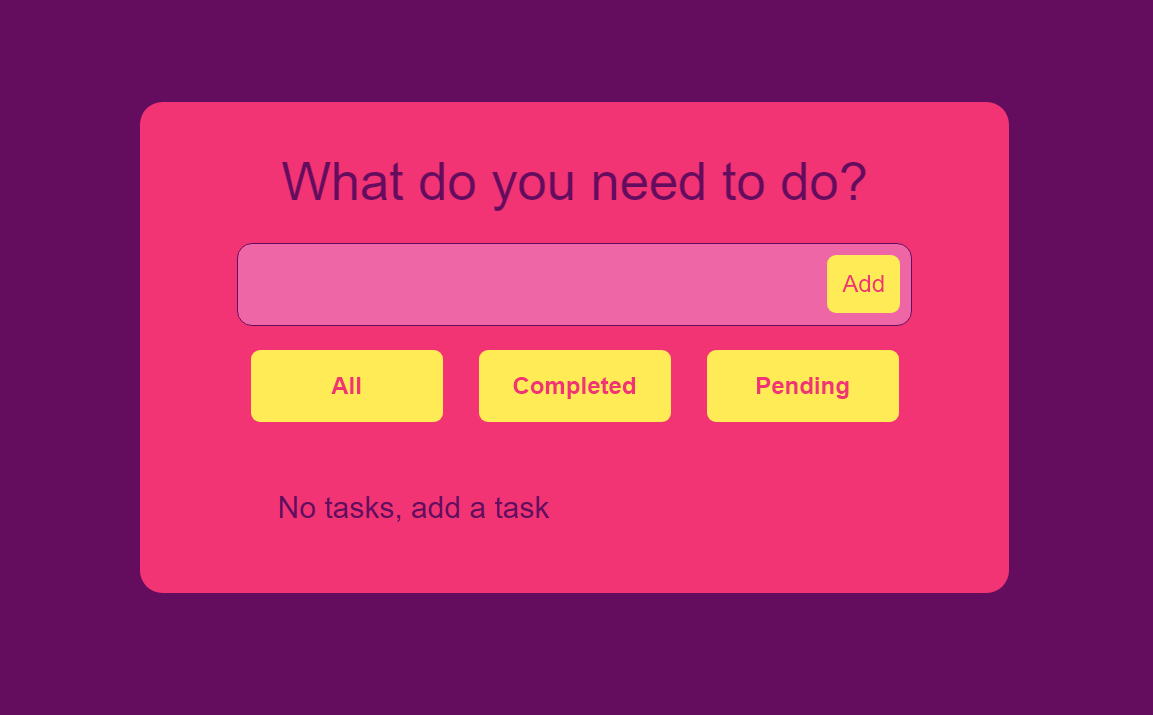 What do you need to do?
Add
All
Completed
Pending
No tasks, add a task